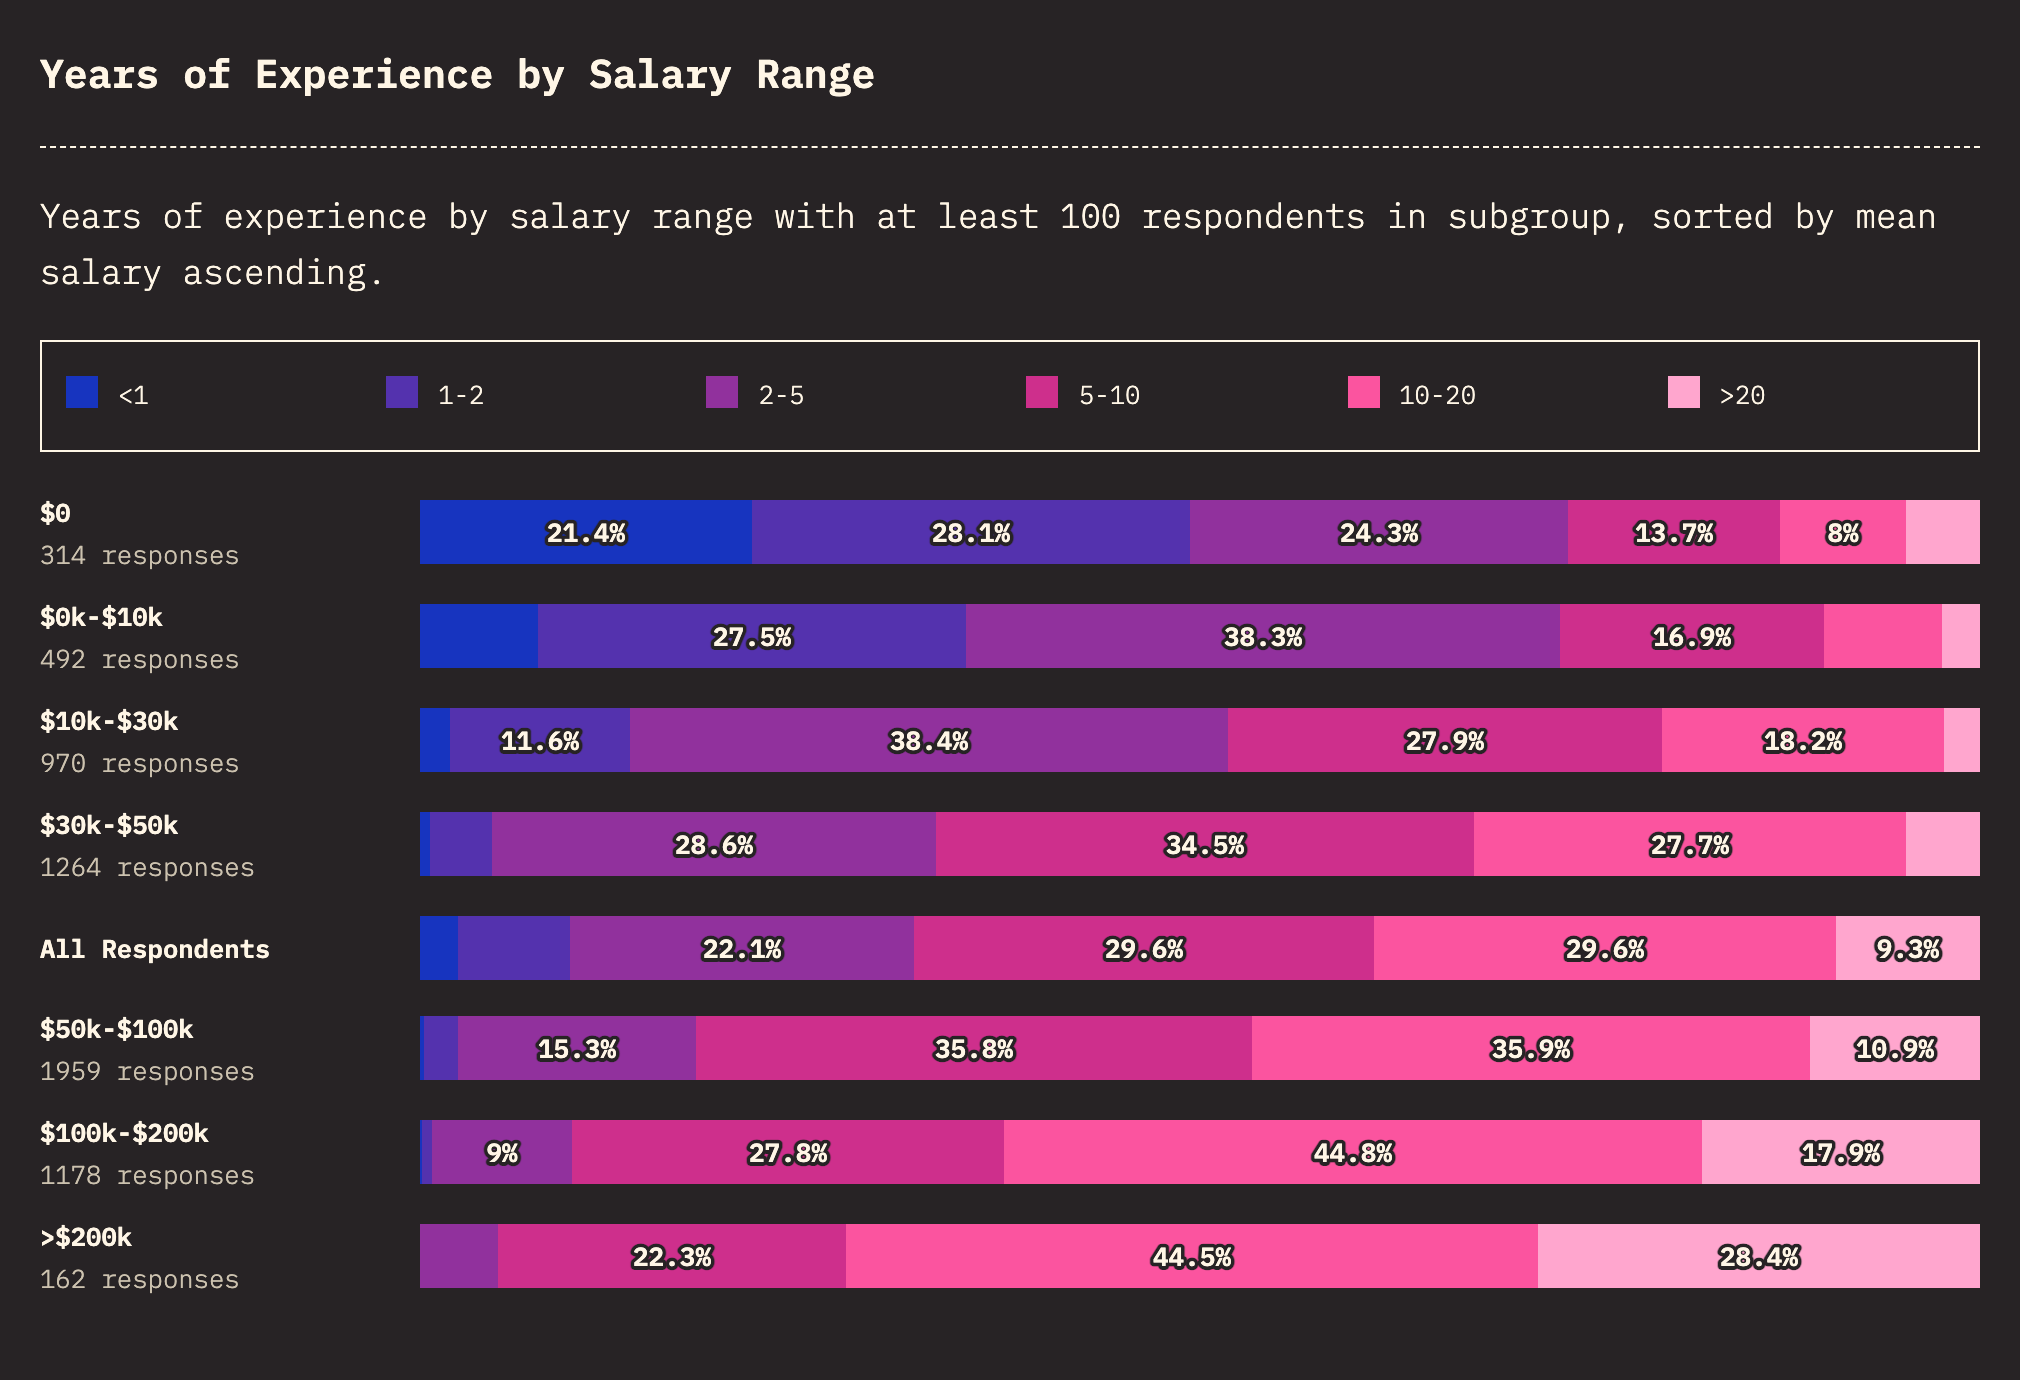 Years of Experience by Salary Range
Years of experience by salary range with at least 100 respondents in subgroup, sorted by mean
salary ascending.
<1 1-2 2-5 5-10 10-20 >20
$0
314 responses
21.4% 28.1% 24.3% 13.7% 8%
$0k-$10k
492 responses
27.5% 38.3% 16.9%
$10k-$30k
970 responses
11.6% 38.4% 27.9% 18.2%
$30k-$50k
1264 responses
28.6% 34.5% 27.7%
All Respondents
22.1% 29.6% 29.6% 9.3%
$50k-$100k
1959 responses
15.3% 35.8% 35.9% 10.9%
$100k-$200k
1178 responses
9% 27.8% 44.8% 17.9%
>$200k
162 responses
22.3% 44.5% 28.4%